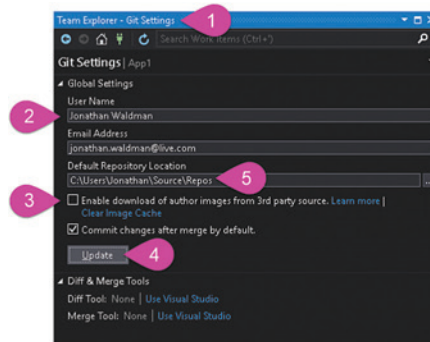 Team Explorer - Git Settings
1
Search Work Items (Ctrl+')
Git Settings | App1
Global Settings
User Name
2
Jonathan Waldman
Email Address
jonathan.waldman@live.com
Default Repository Location
C:\Users\Jonathan\Source\Repos
5
...
3
Enable download of author images from 3rd party source. Learn more |
Clear Image Cache
Commit changes after merge by default.
Update
4
Diff & Merge Tools
Diff Tool: None | Use Visual Studio
Merge Tool: None | Use Visual Studio